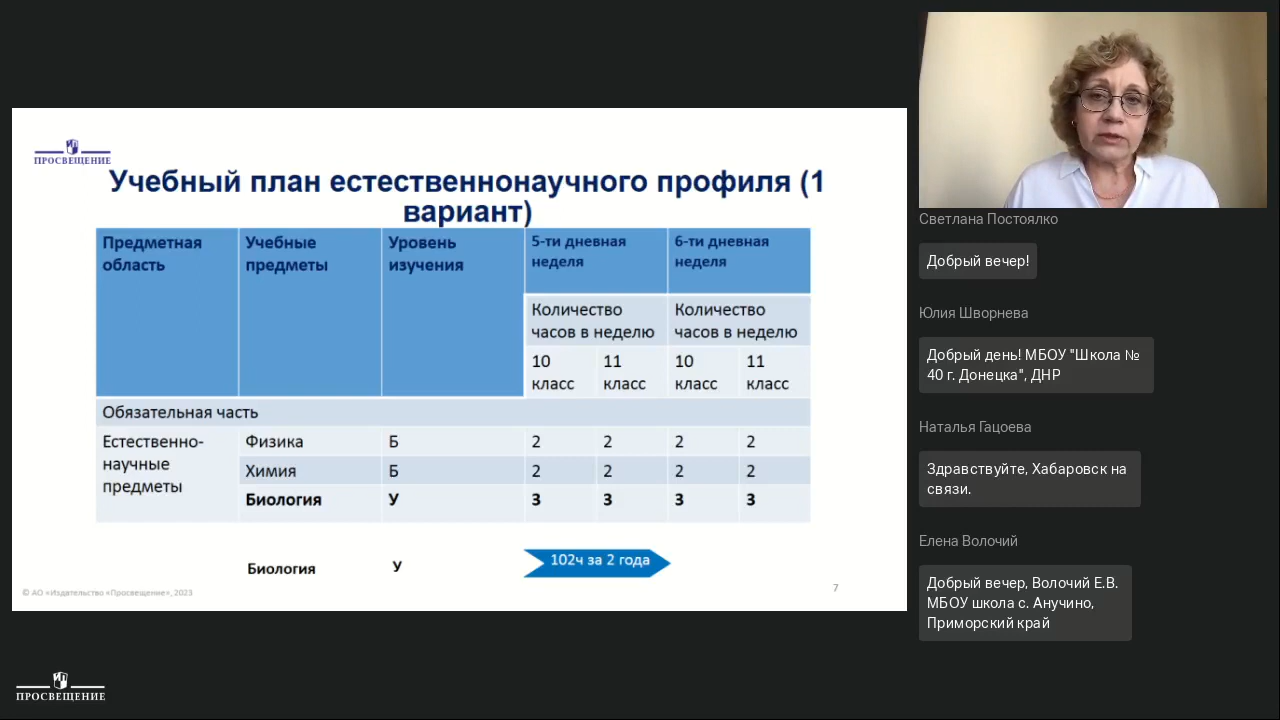 ПРОСВЕЩЕНИЕ
Учебный план естественнонаучного профиля (1
вариант)
Предметная
область
Учебные
предметы
Уровень
изучения
5-ти дневная
неделя
6-ти дневная
неделя
Количество
часов в неделю
Количество
часов в неделю
10
класс
11
класс
10
класс
11
класс
Обязательная часть
Естественно-
научные
предметы
Физика Б 2 2 2 2
Химия Б 2 2 2 2
Биология У 3 3 3 3
Биология У 102ч за 2 года
© АО «Издательство «Просвещение», 2023
7
ПРОСВЕЩЕНИЕ
Светлана Постоялко
Добрый вечер!
Юлия Шворнева
Добрый день! МБОУ "Школа №
40 г. Донецка", ДНР
Наталья Гацоева
Здравствуйте, Хабаровск на
связи.
Елена Волочий
Добрый вечер, Волочий Е.В.
МБОУ школа с. Анучино,
Приморский край